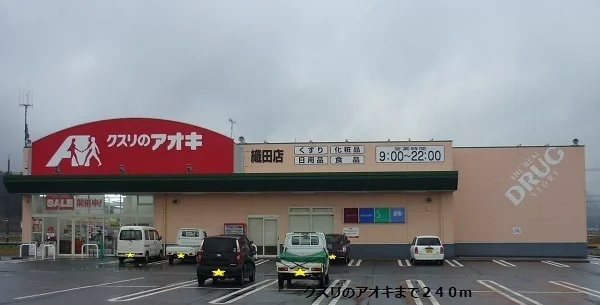 クスリのアオキ
織田店
くすり 化粧品
日用品 食品
営業時間
9:00~22:00
THE REAL
DRUG
STORE
SALE
クスリのアオキまで240m